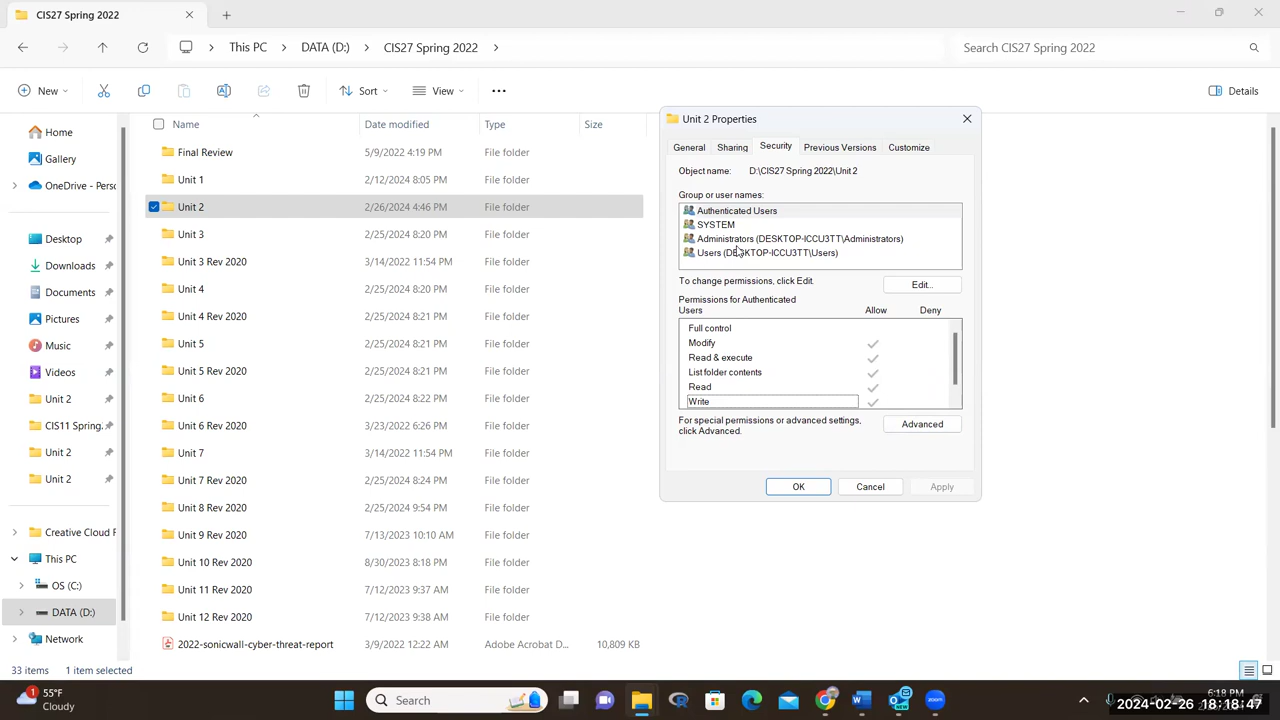 CIS27 Spring 2022
This PC DATA (D:) CIS27 Spring 2022
Search CIS27 Spring 2022
New Sort View Details
Home
Gallery
OneDrive - Perso
Desktop
Downloads
Documents
Pictures
Music
Videos
Unit 2
CIS11 Spring.
Unit 2
Unit 2
Creative Cloud F
This PC
OS (C:)
DATA (D:)
Network
Name Date modified Type Size
Final Review 5/9/2022 4:19 PM File folder
Unit 1 2/12/2024 8:05 PM File folder
Unit 2 2/26/2024 4:46 PM File folder
Unit 3 2/25/2024 8:20 PM File folder
Unit 3 Rev 2020 3/14/2022 11:54 PM File folder
Unit 4 2/25/2024 8:20 PM File folder
Unit 4 Rev 2020 2/25/2024 8:21 PM File folder
Unit 5 2/25/2024 8:21 PM File folder
Unit 5 Rev 2020 2/25/2024 8:21 PM File folder
Unit 6 2/25/2024 8:22 PM File folder
Unit 6 Rev 2020 3/23/2022 6:26 PM File folder
Unit 7 3/14/2022 11:54 PM File folder
Unit 7 Rev 2020 2/25/2024 8:24 PM File folder
Unit 8 Rev 2020 2/25/2024 9:54 PM File folder
Unit 9 Rev 2020 7/13/2023 10:10 AM File folder
Unit 10 Rev 2020 8/30/2023 8:18 PM File folder
Unit 11 Rev 2020 7/12/2023 9:37 AM File folder
Unit 12 Rev 2020 7/12/2023 9:38 AM File folder
2022-sonicwall-cyber-threat-report 3/9/2022 12:22 AM Adobe Acrobat D... 10,809 KB
Unit 2 Properties
General Sharing Security Previous Versions Customize
Object name: D:\CIS27 Spring 2022\Unit 2
Group or user names:
Authenticated Users
SYSTEM
Administrators (DESKTOP-ICCU3TT\Administrators)
Users (DESKTOP-ICCU3TT\Users)
To change permissions, click Edit. Edit...
Permissions for Authenticated
Users Allow Deny
Full control
Modify
Read & execute
List folder contents
Read
Write
For special permissions or advanced settings,
click Advanced. Advanced
OK Cancel Apply
33 items 1 item selected
1 55°F
Cloudy
Search
6:18 PM
2024-02-26 18:18:47